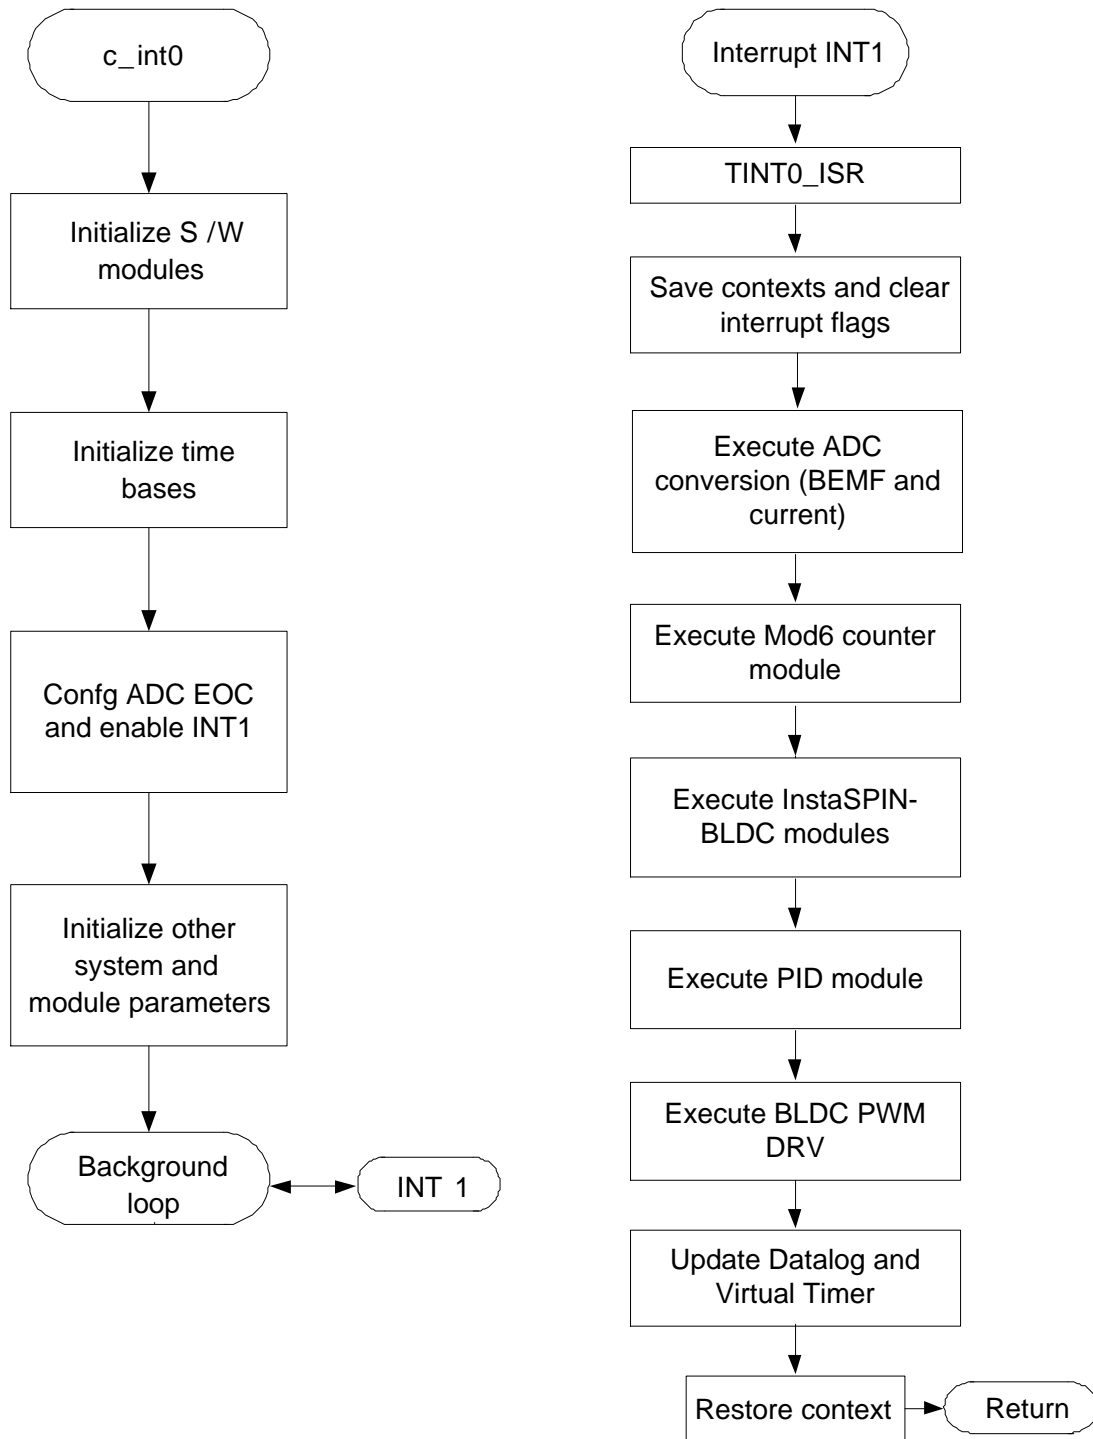 c_int0
Initialize S /W
modules
Initialize time
bases
Confg ADC EOC
and enable INT1
Initialize other
system and
module parameters
Background
loop
INT 1
Interrupt INT1
TINT0_ISR
Save contexts and clear
interrupt flags
Execute ADC
conversion (BEMF and
current)
Execute Mod6 counter
module
Execute InstaSPIN-
BLDC modules
Execute PID module
Execute BLDC PWM
DRV
Update Datalog and
Virtual Timer
Restore context
Return